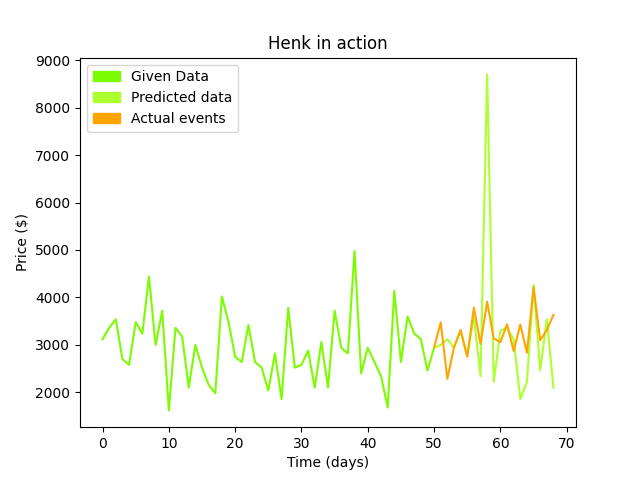 Henk in action
Given Data
Predicted data
Actual events
9000
8000
7000
6000
5000
4000
3000
2000
Price ($)
0 10 20 30 40 50 60 70
Time (days)